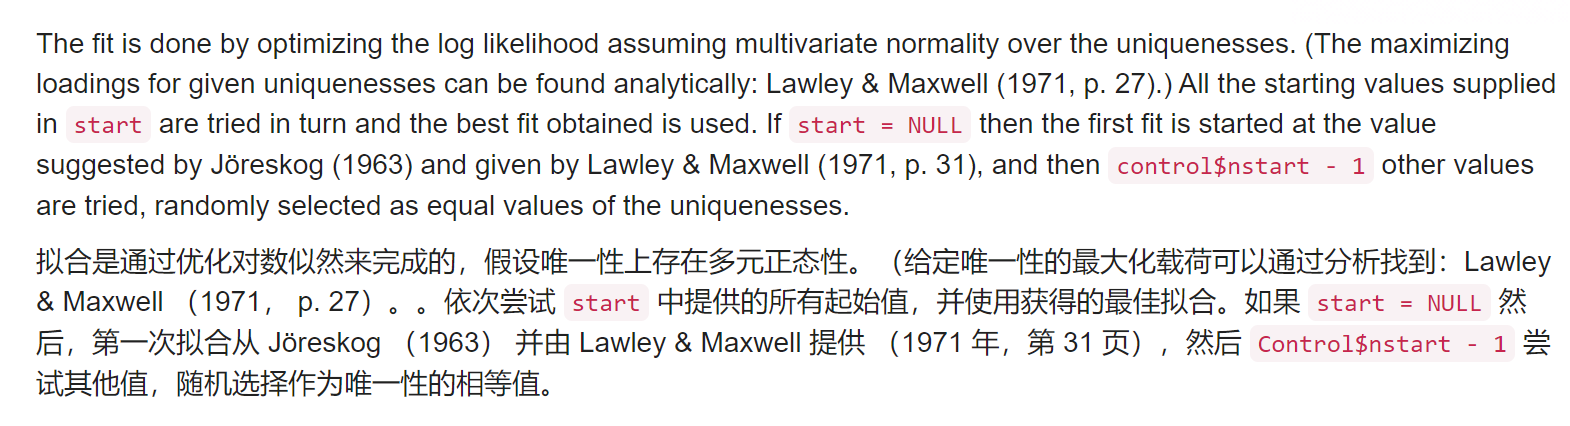 The fit is done by optimizing the log likelihood assuming multivariate normality over the uniquenesses. (The maximizing
loadings for given uniquenesses can be found analytically: Lawley & Maxwell (1971, p. 27).) All the starting values supplied
in start are tried in turn and the best fit obtained is used. If start = NULL then the first fit is started at the value
suggested by Jöreskog (1963) and given by Lawley & Maxwell (1971, p. 31), and then control$nstart - 1 other values
are tried, randomly selected as equal values of the uniquenesses.
拟合是通过优化对数似然来完成的，假设唯一性上存在多元正态性。（给定唯一性的最大化载荷可以通过分析找到：Lawley
& Maxwell （1971， p. 27）。。依次尝试 start 中提供的所有起始值，并使用获得的最佳拟合。如果 start = NULL 然
后，第一次拟合从 Jöreskog （1963） 并由 Lawley & Maxwell 提供 （1971 年，第 31 页），然后 Control$nstart - 1 尝
试其他值，随机选择作为唯一性的相等值。